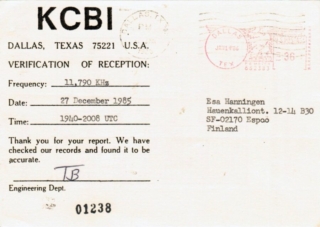 KCBI
DALLAS, TEXAS 75221 U.S.A.
VERIFICATION OF RECEPTION:
Frequency: 11,790 KHz
Date: 27 December 1985
Time: 1940-2008 UTC
Thank you for your report. We have
checked our records and found it to be
accurate.
TB
Engineering Dept.
01238
Esa Hanningen
Heuenkalliont. 12-14 B30
SF-02170 Espoo
Finland